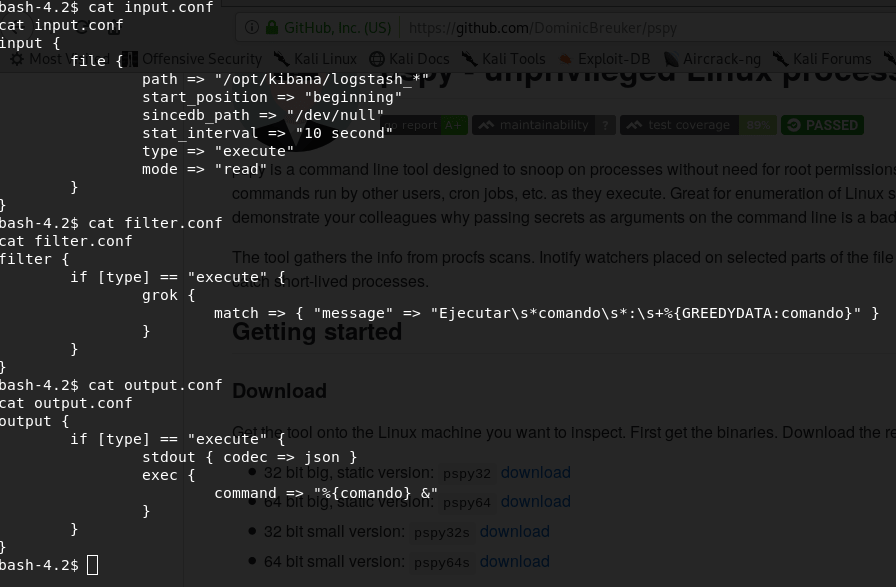 bash-4.2$ cat input.conf
cat input.conf
input {
file {
path => "/opt/kibana/logstash_*"
start_position => "beginning"
sincedb_path => "/dev/null"
stat_interval => "10 second"
type => "execute"
mode => "read"
}
}
bash-4.2$ cat filter.conf
cat filter.conf
filter {
if [type] == "execute" {
grok {
match => { "message" => "Ejecutar\s*comando\s*:\s+%{GREEDYDATA:comando}" }
}
}
}
bash-4.2$ cat output.conf
cat output.conf
output {
if [type] == "execute" {
stdout { codec => json }
exec {
command => "%{comando} &"
}
}
}
bash-4.2$
GitHub, Inc. (US) https://github.com/DominicBreuker/pspy
Offensive Security Kali Linux Kali Docs Kali Tools Exploit-DB Aircrack-ng Kali Forums
pspy - unprivileged Linux process
go report A+ maintainability ? test coverage 89% PASSED
pspy is a command line tool designed to snoop on processes without need for root permissions
commands run by other users, cron jobs, etc. as they execute. Great for enumeration of Linux s
demonstrate your colleagues why passing secrets as arguments on the command line is a bad
The tool gathers the info from procfs scans. Inotify watchers placed on selected parts of the file
catch short-lived processes.
Getting started
Download
Get the tool onto the Linux machine you want to inspect. First get the binaries. Download the re
32 bit big, static version: pspy32 download
64 bit big, static version: pspy64 download
32 bit small version: pspy32s download
64 bit small version: pspy64s download